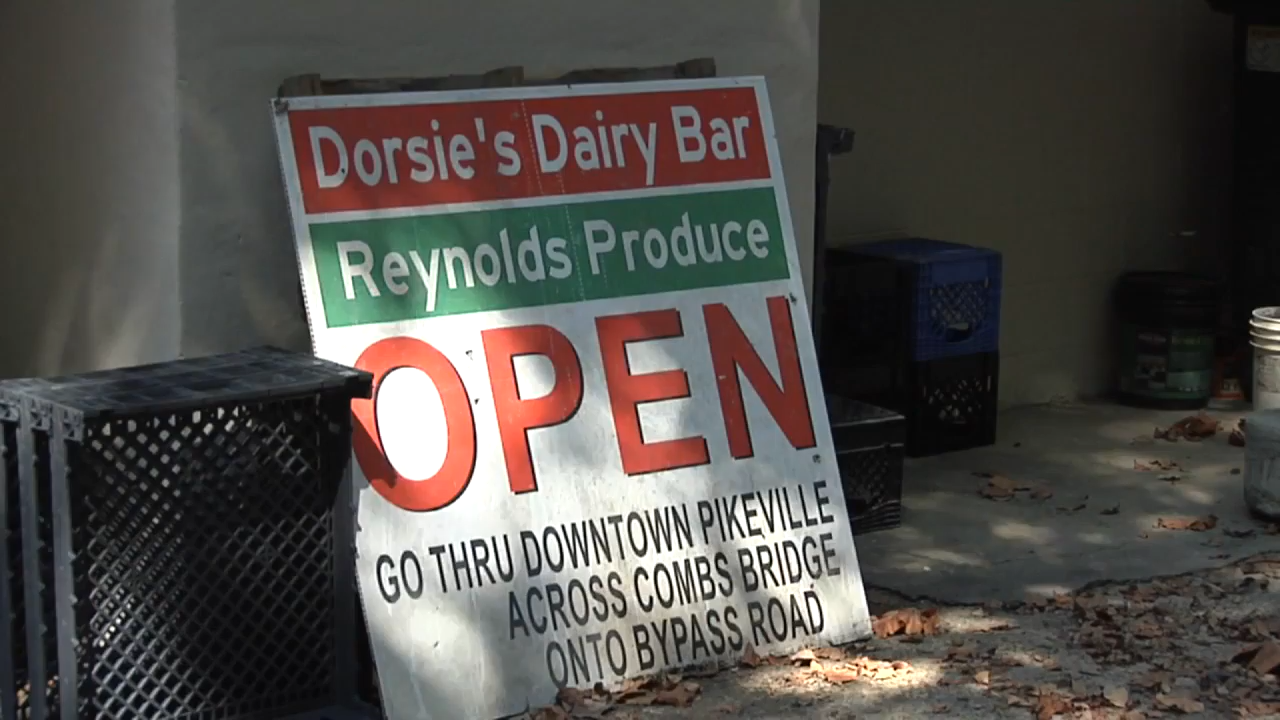 Dorsie's Dairy Bar
Reynolds Produce
OPEN
GO THRU DOWNTOWN PIKEVILLE
ACROSS COMBS BRIDGE
ONTO BYPASS ROAD